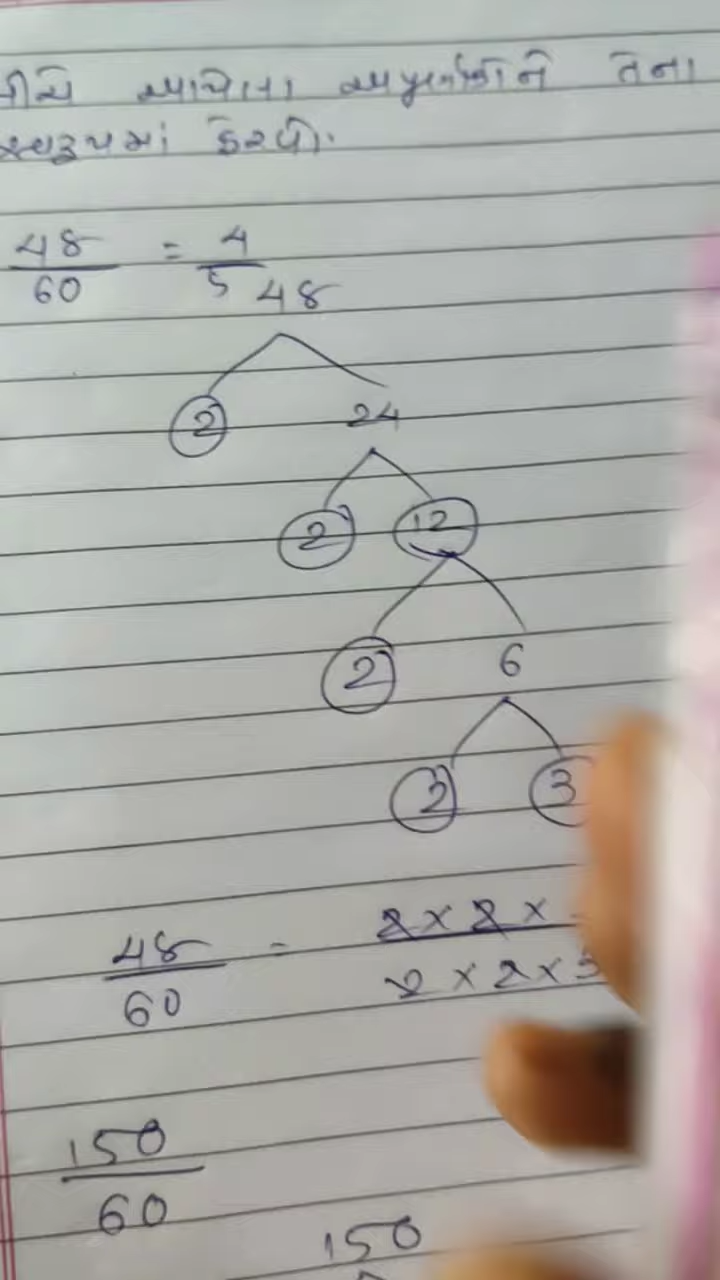 નીચે આપેલા અપૂર્ણાંકોને તેના
સ્વરૂપમાં ફેરવો.
48/60 = 4/5
48
2 24
2 12
2 6
2 3
48/60 = 2 × 2 × / 2 × 2 × 3
150/60
150